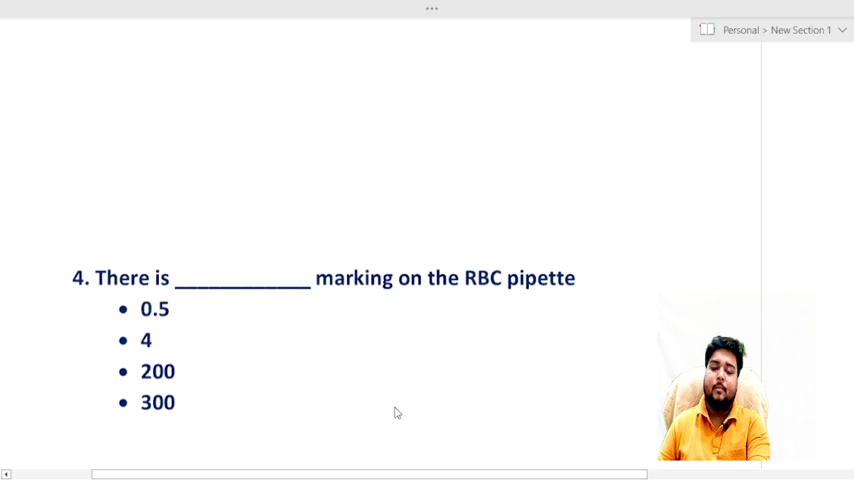 Personal > New Section 1
4. There is ____________ marking on the RBC pipette
• 0.5
• 4
• 200
• 300